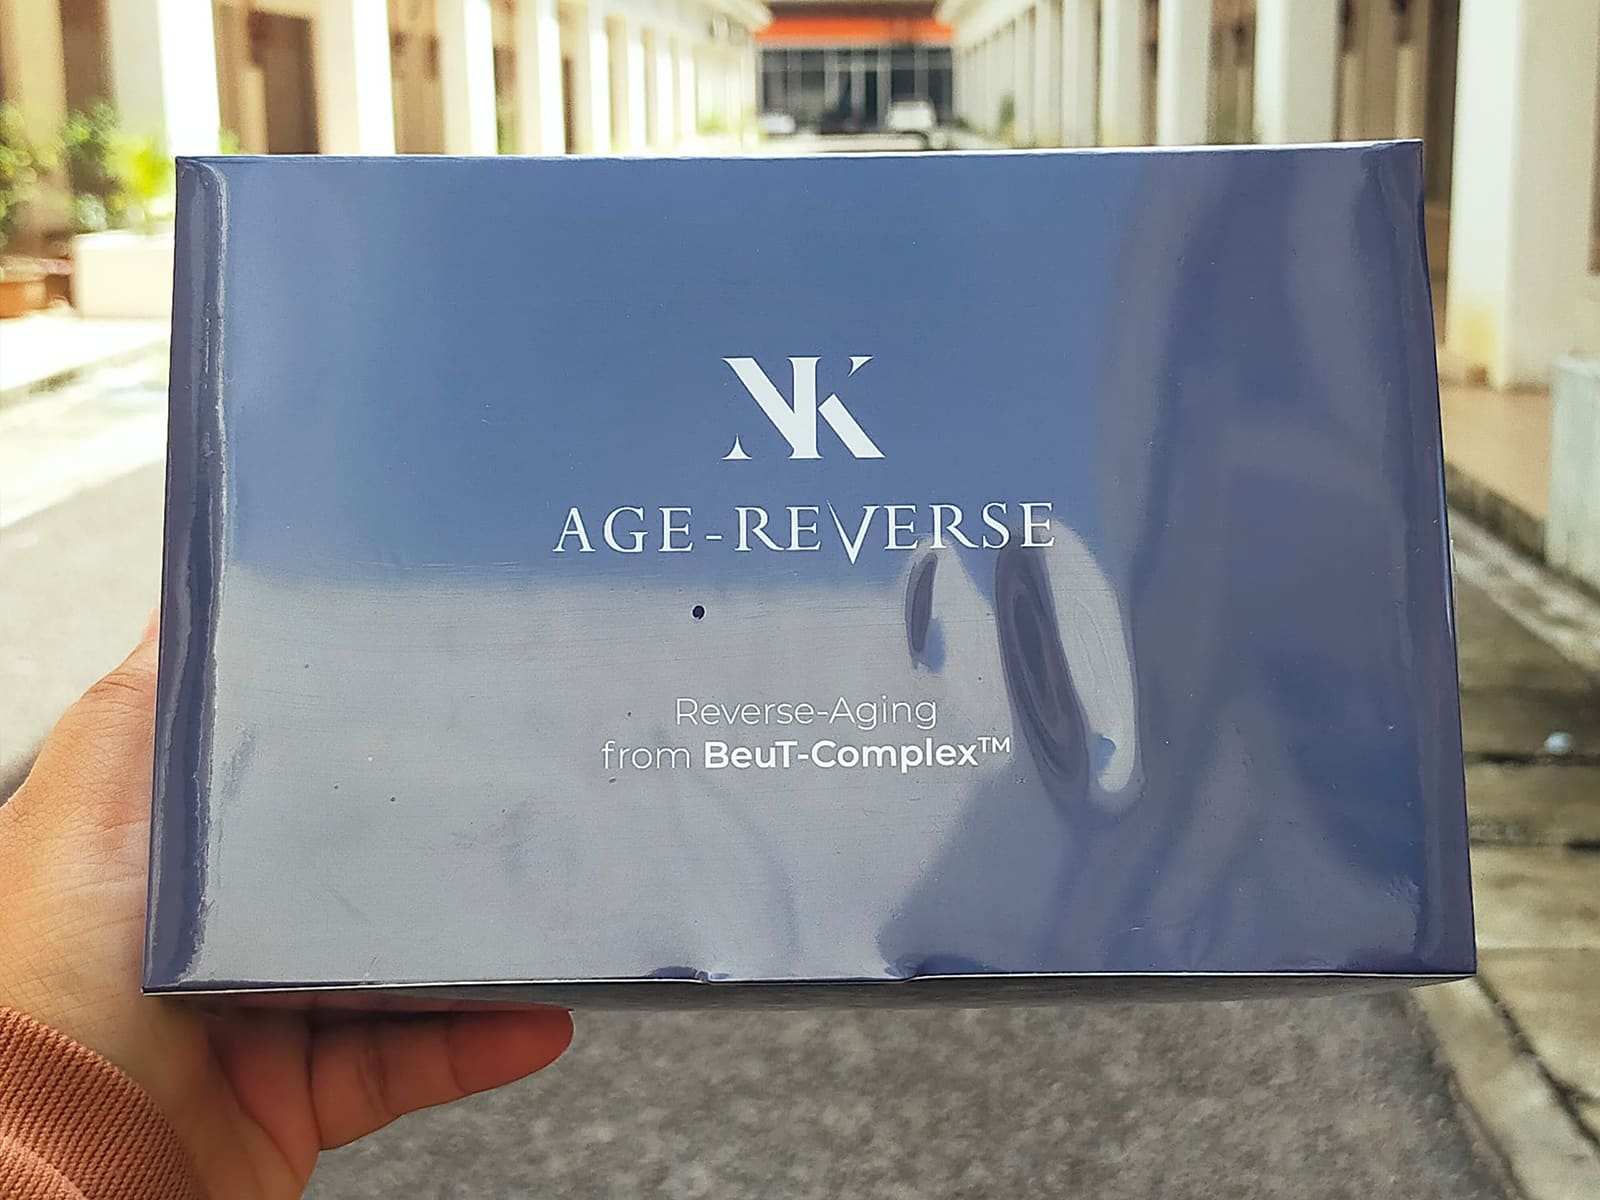 NK
AGE-REVERSE
Reverse-Aging
from BeuT-Complex™